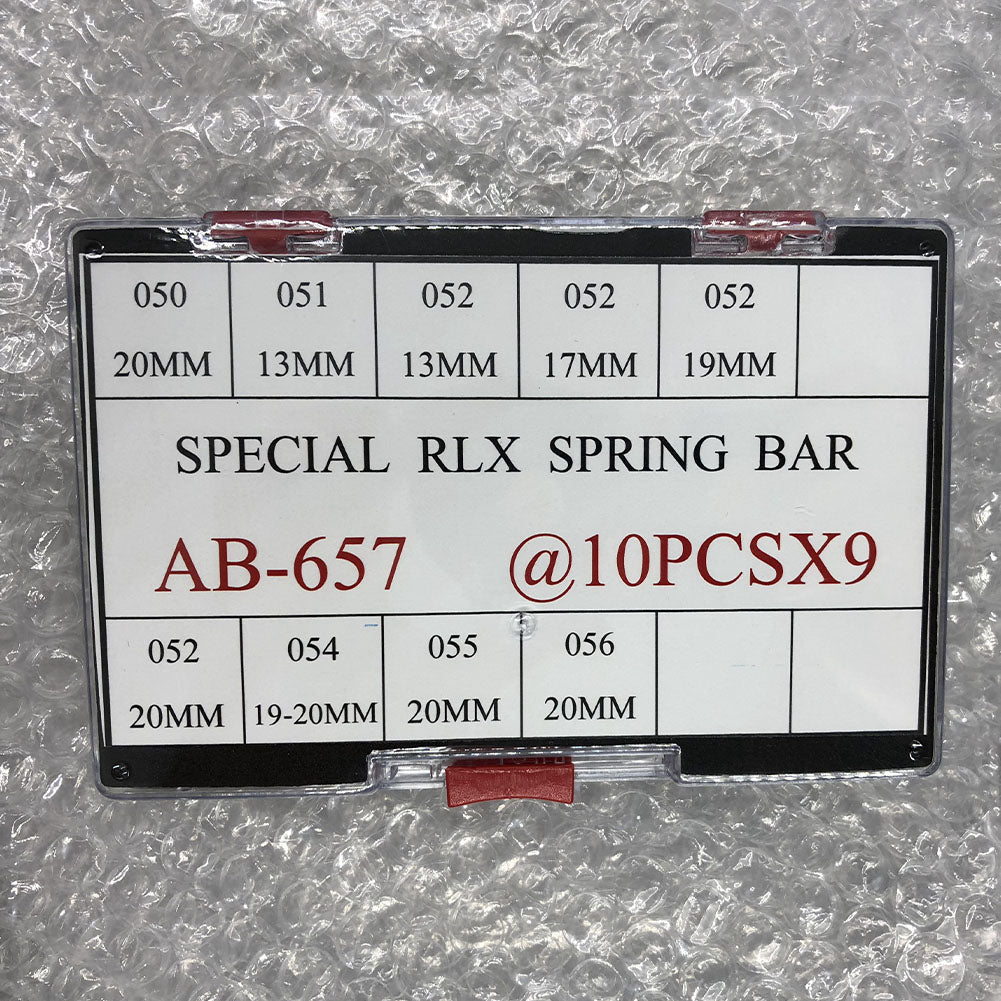 050 051 052 052 052
20MM 13MM 13MM 17MM 19MM
SPECIAL RLX SPRING BAR
AB-657 @10PCSX9
052 054 055 056
20MM 19-20MM 20MM 20MM